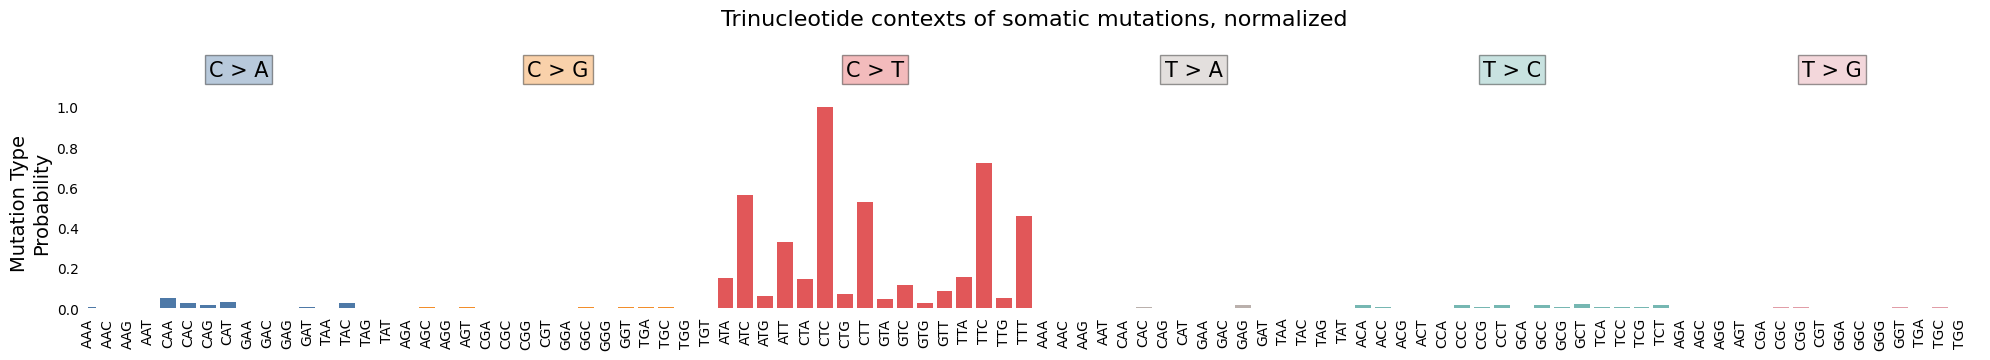 Trinucleotide contexts of somatic mutations, normalized
C > A
C > G
C > T
T > A
T > C
T > G
Mutation Type
Probability
1.0
0.8
0.6
0.4
0.2
0.0
AAA
AAC
AAG
AAT
CAA
CAC
CAG
CAT
GAA
GAC
GAG
GAT
TAA
TAC
TAG
TAT
AGA
AGC
AGG
AGT
CGA
CGC
CGG
CGT
GGA
GGC
GGG
GGT
TGA
TGC
TGG
TGT
ATA
ATC
ATG
ATT
CTA
CTC
CTG
CTT
GTA
GTC
GTG
GTT
TTA
TTC
TTG
TTT
AAA
AAC
AAG
AAT
CAA
CAC
CAG
CAT
GAA
GAC
GAG
GAT
TAA
TAC
TAG
TAT
ACA
ACC
ACG
ACT
CCA
CCC
CCG
CCT
GCA
GCC
GCG
GCT
TCA
TCC
TCG
TCT
AGA
AGC
AGG
AGT
CGA
CGC
CGG
CGT
GGA
GGC
GGG
GGT
TGA
TGC
TGG